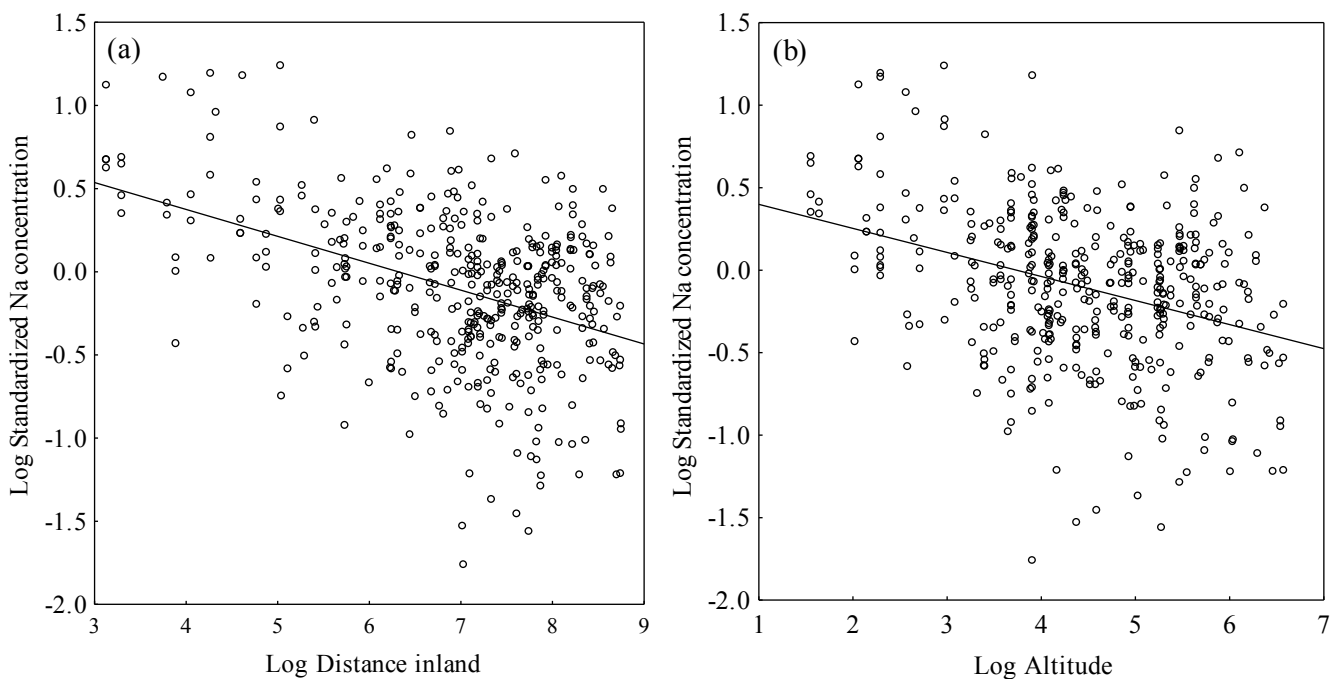 (a)
Log Standardized Na concentration
1.5
1.0
0.5
0.0
-0.5
-1.0
-1.5
-2.0
3 4 5 6 7 8 9
Log Distance inland
(b)
Log Standardized Na concentration
1.5
1.0
0.5
0.0
-0.5
-1.0
-1.5
-2.0
1 2 3 4 5 6 7
Log Altitude